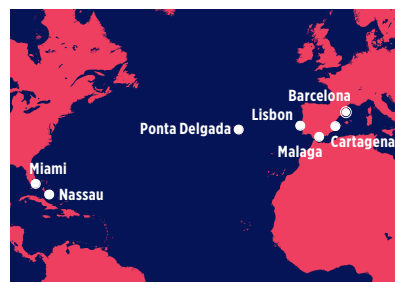 Barcelona
Lisbon
Ponta Delgada
Cartagena
Malaga
Miami
Nassau